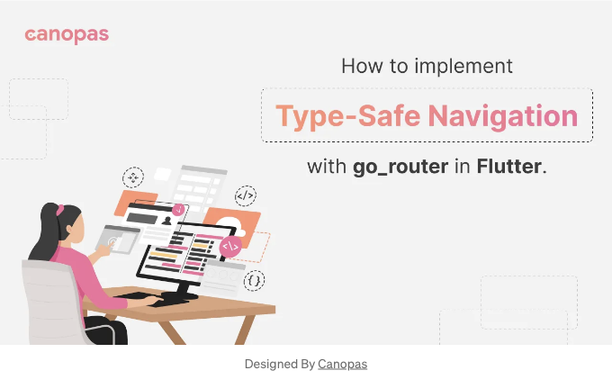 canopas
How to implement
Type-Safe Navigation
with go_router in Flutter.
</>
</>
{}
Designed By Canopas